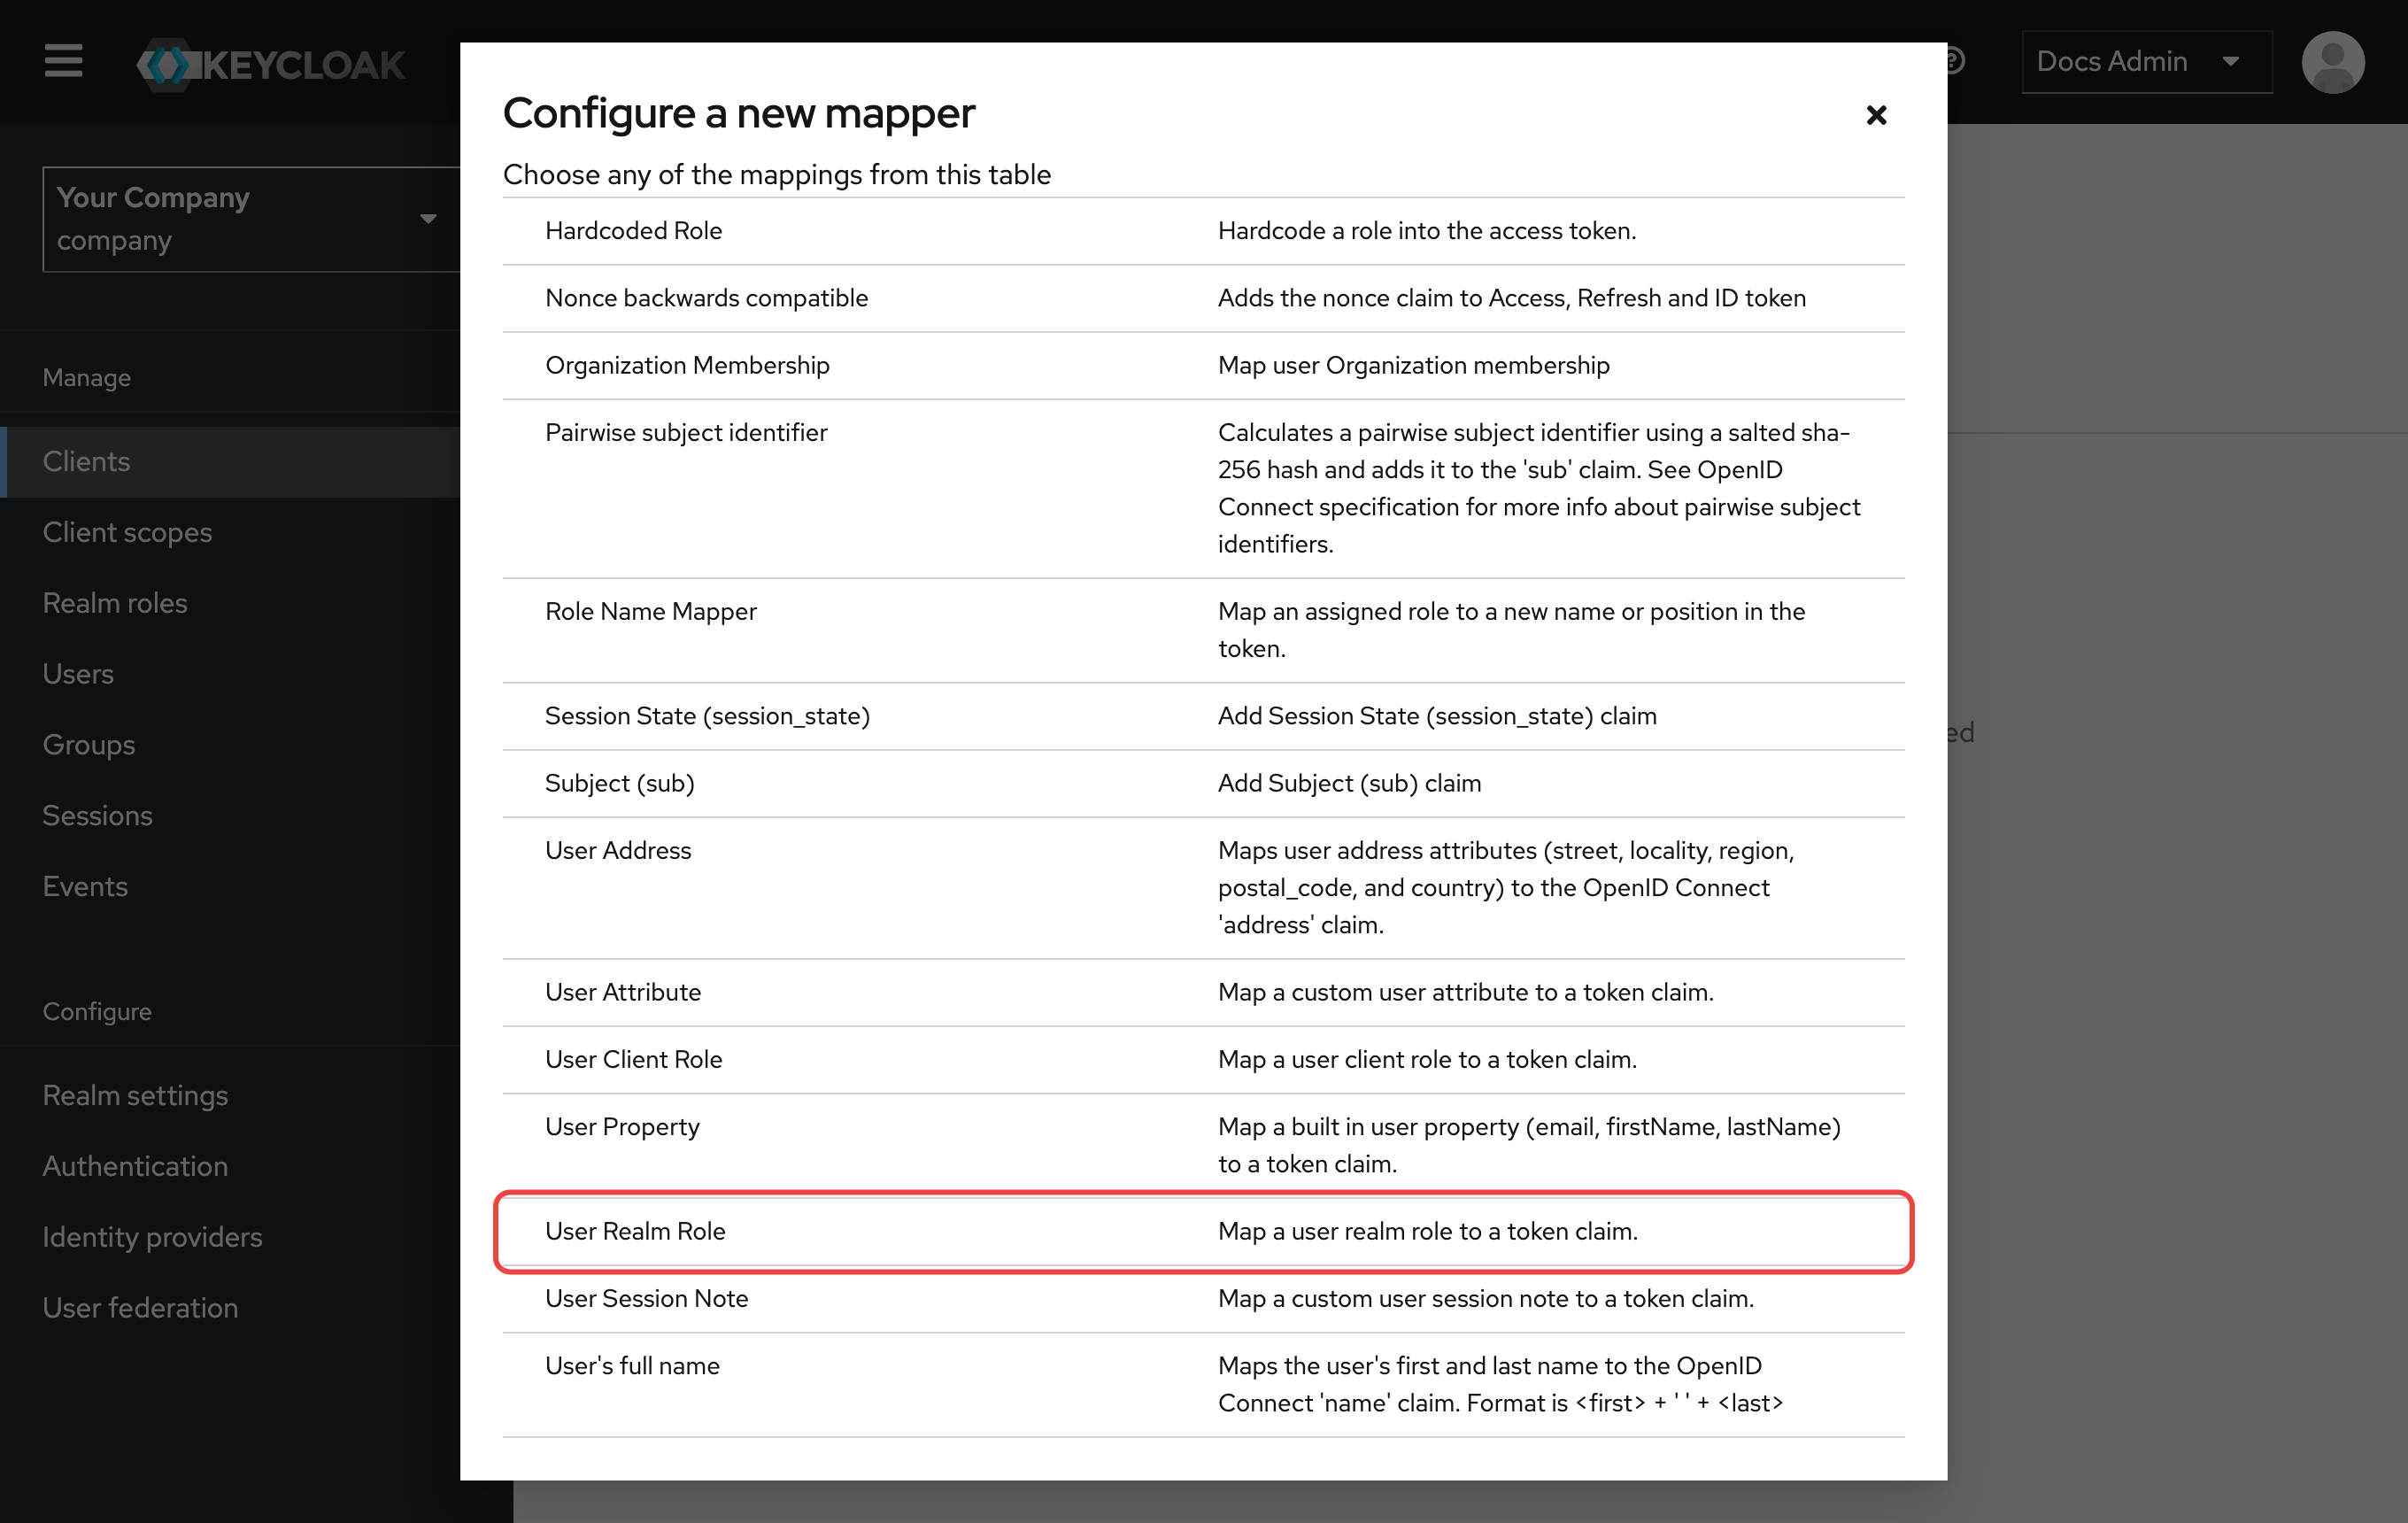 KEYCLOAK
Docs Admin
Your Company
company
Manage
Clients
Client scopes
Realm roles
Users
Groups
Sessions
Events
Configure
Realm settings
Authentication
Identity providers
User federation
Configure a new mapper
Choose any of the mappings from this table
Hardcoded Role
Hardcode a role into the access token.
Nonce backwards compatible
Adds the nonce claim to Access, Refresh and ID token
Organization Membership
Map user Organization membership
Pairwise subject identifier
Calculates a pairwise subject identifier using a salted sha-
256 hash and adds it to the 'sub' claim. See OpenID
Connect specification for more info about pairwise subject
identifiers.
Role Name Mapper
Map an assigned role to a new name or position in the
token.
Session State (session_state)
Add Session State (session_state) claim
Subject (sub)
Add Subject (sub) claim
User Address
Maps user address attributes (street, locality, region,
postal_code, and country) to the OpenID Connect
'address' claim.
User Attribute
Map a custom user attribute to a token claim.
User Client Role
Map a user client role to a token claim.
User Property
Map a built in user property (email, firstName, lastName)
to a token claim.
User Realm Role
Map a user realm role to a token claim.
User Session Note
Map a custom user session note to a token claim.
User's full name
Maps the user's first and last name to the OpenID
Connect 'name' claim. Format is <first> + ' ' + <last>